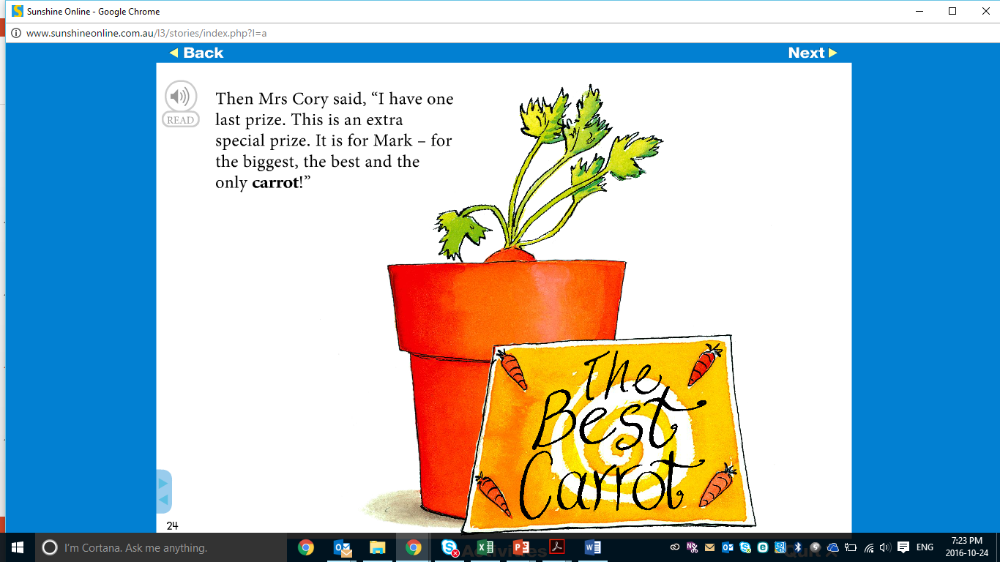 Sunshine Online - Google Chrome
www.sunshineonline.com.au/l3/stories/index.php?l=a
Back
Next
READ
Then Mrs Cory said, “I have one
last prize. This is an extra
special prize. It is for Mark – for
the biggest, the best and the
only carrot!”
The
Best
Carrot
24
Activities
Quit X
I'm Cortana. Ask me anything.
ENG
7:23 PM
2016-10-24